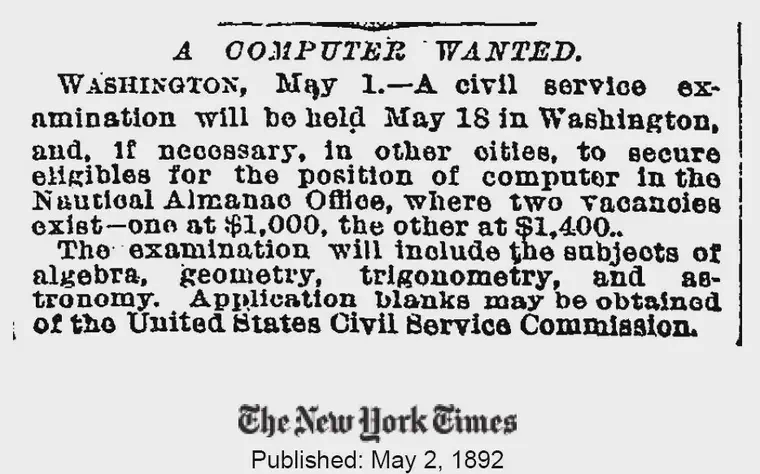 A COMPUTER WANTED.
WASHINGTON, May 1.—A civil service ex-
amination will be held May 18 in Washington,
and, if necessary, in other cities, to secure
eligibles for the position of computer in the
Nautical Almanac Office, where two vacancies
exist—one at $1,000, the other at $1,400..
The examination will include the subjects of
algebra, geometry, trigonometry, and as-
tronomy. Application blanks may be obtained
of the United States Civil Service Commission.
The New York Times
Published: May 2, 1892